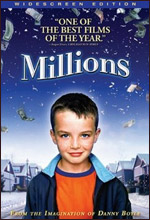 WIDESCREEN EDITION
"ONE OF
THE BEST FILMS
OF THE YEAR."
Millions
FROM THE IMAGINATION OF DANNY BOYLE